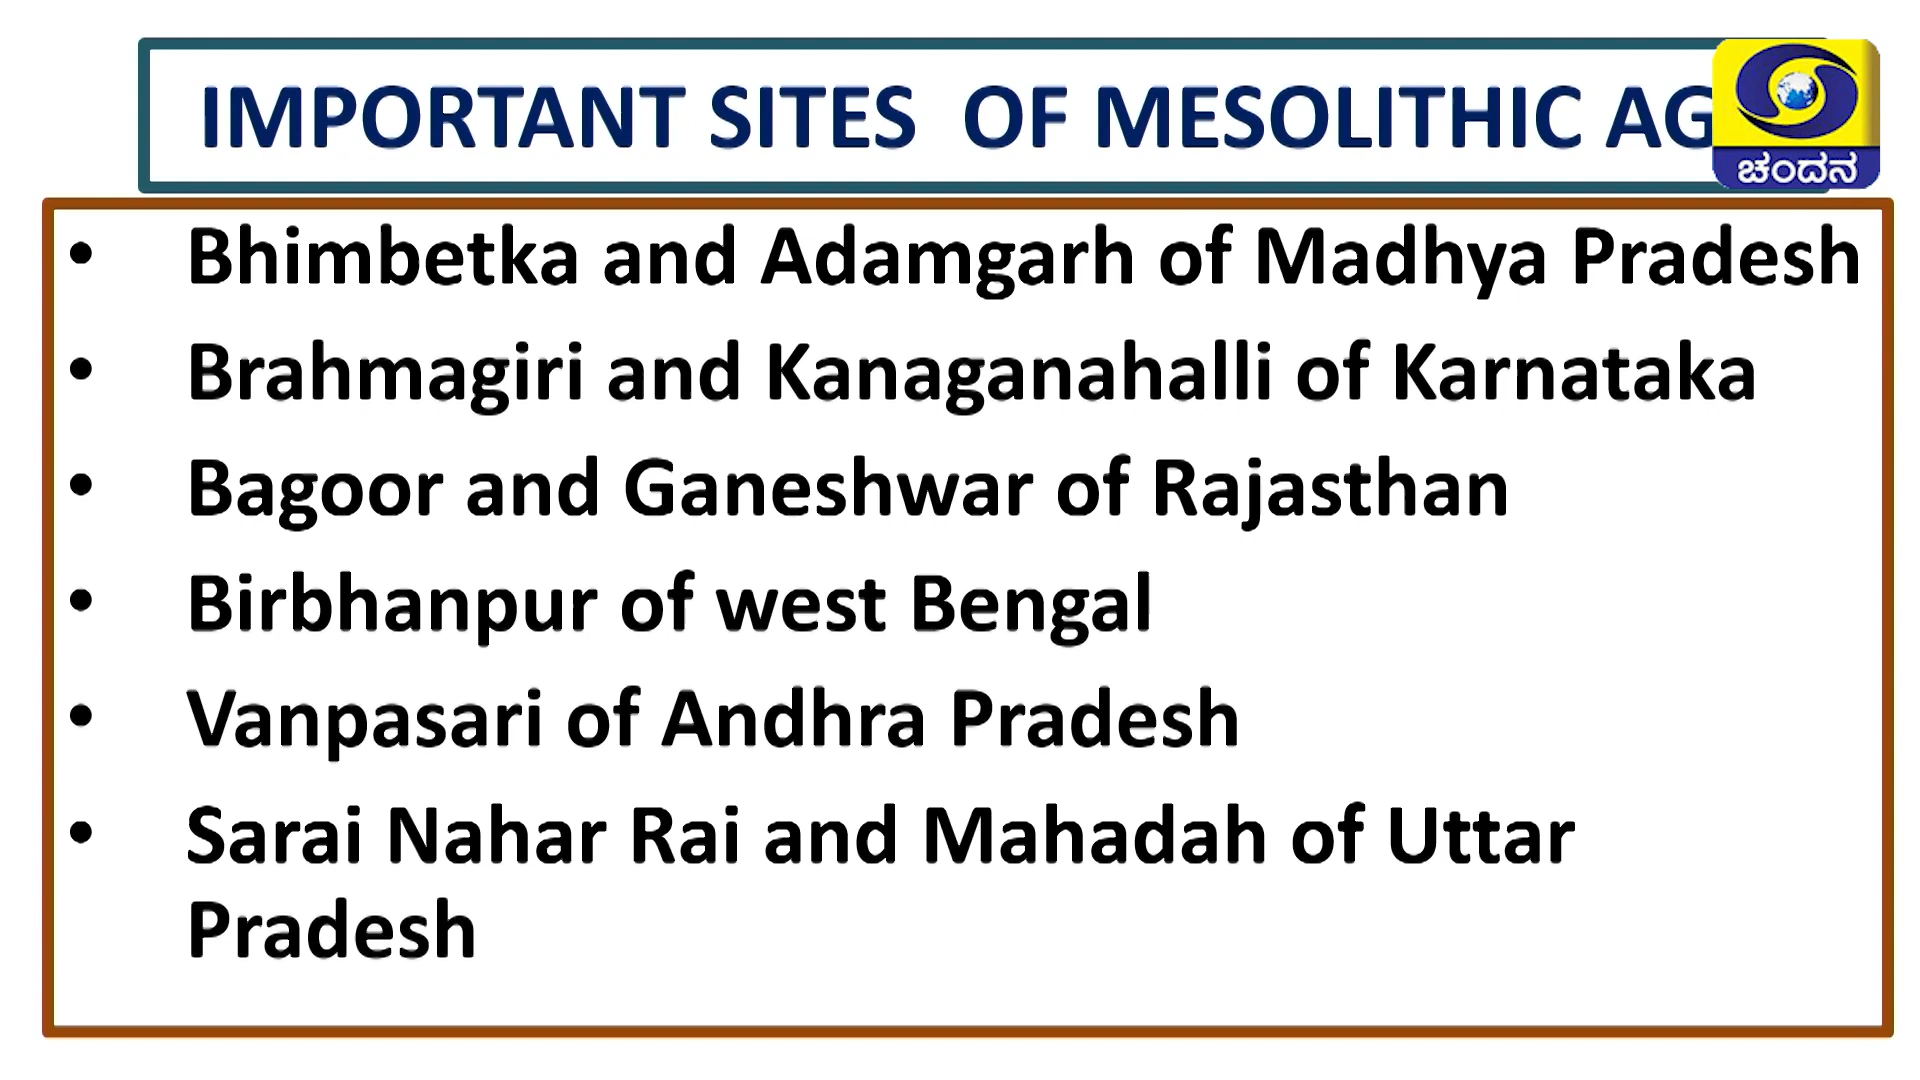 IMPORTANT SITES OF MESOLITHIC AG
ಚಂದನ
• Bhimbetka and Adamgarh of Madhya Pradesh
• Brahmagiri and Kanaganahalli of Karnataka
• Bagoor and Ganeshwar of Rajasthan
• Birbhanpur of west Bengal
• Vanpasari of Andhra Pradesh
• Sarai Nahar Rai and Mahadah of Uttar
Pradesh